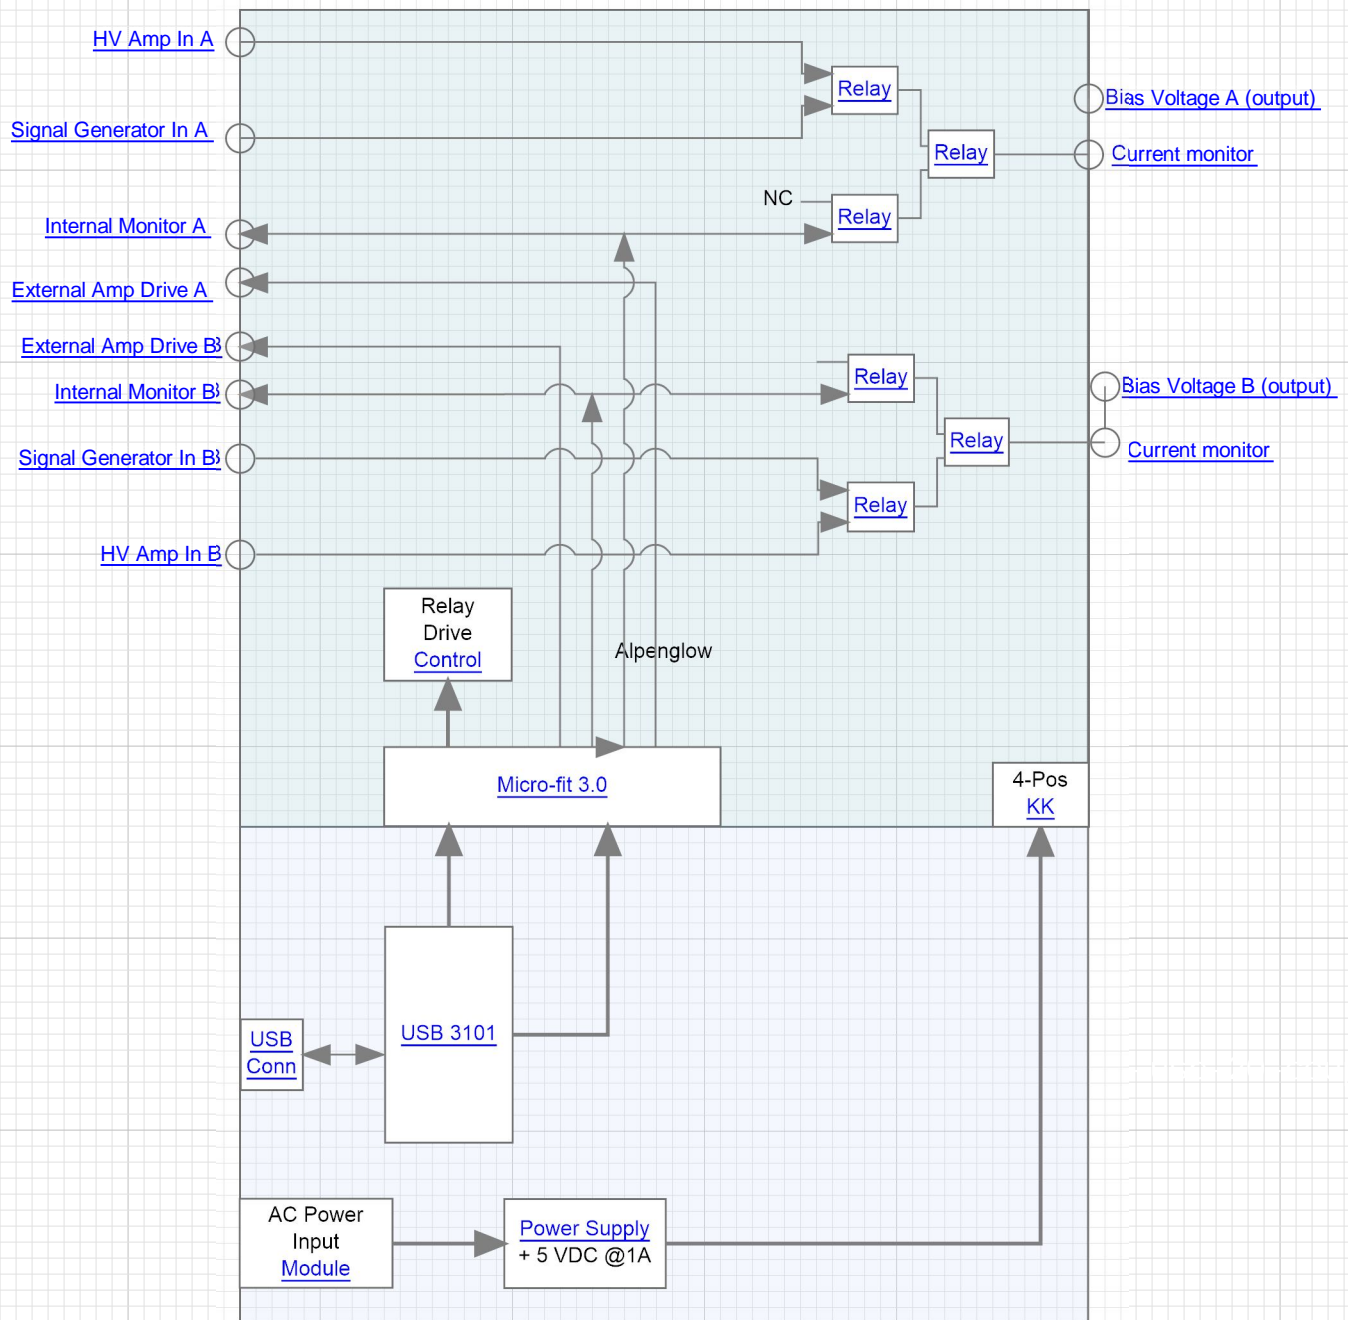 HV Amp In A
Relay
Bias Voltage A (output)
Signal Generator In A
Relay
Current monitor
NC
Relay
Internal Monitor A
External Amp Drive A
External Amp Drive B
Relay
Bias Voltage B (output)
Internal Monitor B
Relay
Current monitor
Signal Generator In B
Relay
HV Amp In B
Relay
Drive
Control
Alpenglow
Micro-fit 3.0
4-Pos
KK
USB 3101
USB
Conn
AC Power
Input
Module
Power Supply
+ 5 VDC @1A